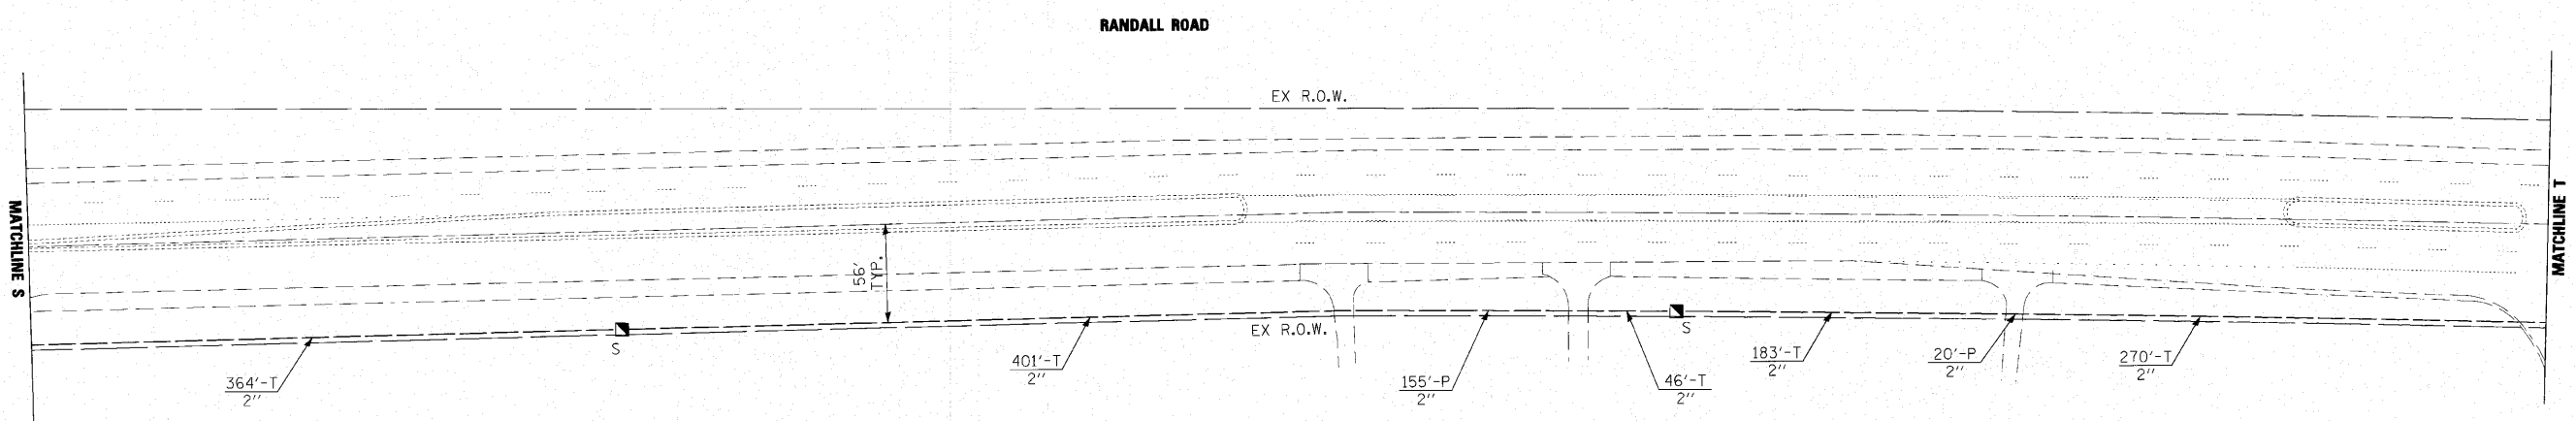 RANDALL ROAD
EX R.O.W.
MATCHLINE S
MATCHLINE T
56'
TYP.
EX R.O.W.
S
S
364'-T
2''
401'-T
2''
155'-P
2''
46'-T
2''
183'-T
2''
20'-P
2''
270'-T
2''